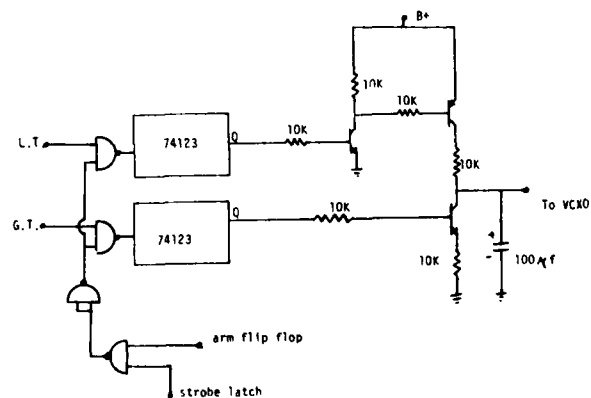 B+
10K
10K
10K
L.T.
74123
Q
10K
To VCXO
G.T.
74123
Q
10K
10K
+
-
100μf
arm flip flop
strobe latch